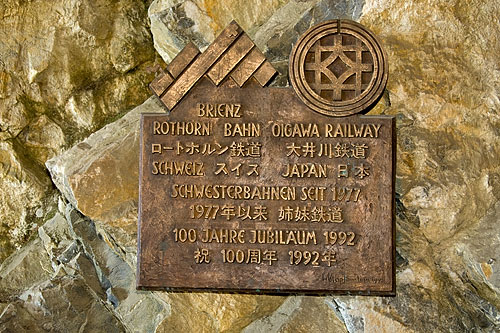 BRIENZ
ROTHORN BAHN OIGAWA RAILWAY
ロートホルン鉄道 大井川鉄道
SCHWEIZ スイス JAPAN 日本
SCHWESTERBAHNEN SEIT 1977
1977年以来 姉妹鉄道
100 JAHRE JUBILÄUM 1992
祝 100周年 1992年